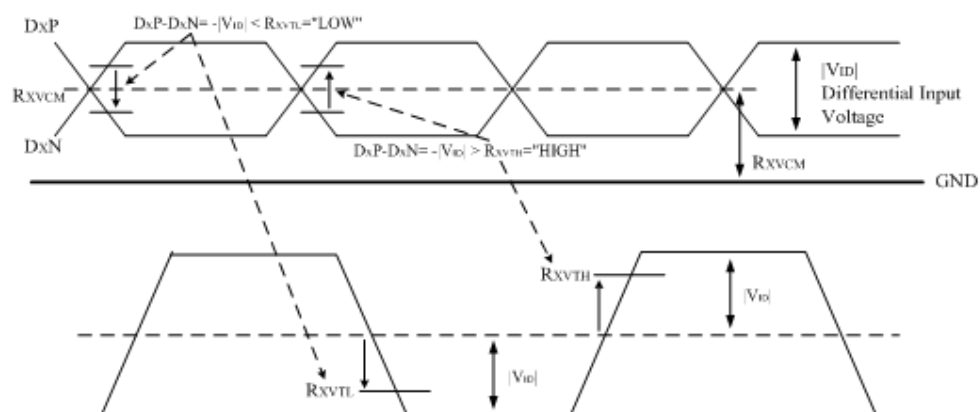 DxP
DxP-DxN= -|VID| < RXVTL="LOW"
RXVCM
|VID|
Differential Input
Voltage
DxN
DxP-DxN= -|VID| > RXVTH="HIGH"
RXVCM
GND
RXVTH
|VID|
|VID|
RXVTL